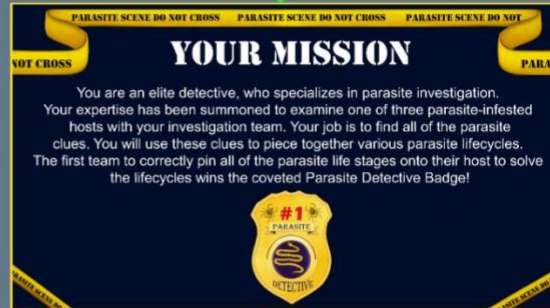 PARASITE SCENE DO NOT CROSS PARASITE SCENE DO NOT CROSS PARASITE SCENE DO NOT
NOT CROSS
PARA
YOUR MISSION
You are an elite detective, who specializes in parasite investigation.
Your expertise has been summoned to examine one of three parasite-infested
hosts with your investigation team. Your job is to find all of the parasite
clues. You will use these clues to piece together various parasite lifecycles.
The first team to correctly pin all of the parasite life stages onto their host to solve
the lifecycles wins the coveted Parasite Detective Badge!
#1
PARASITE
DETECTIVE